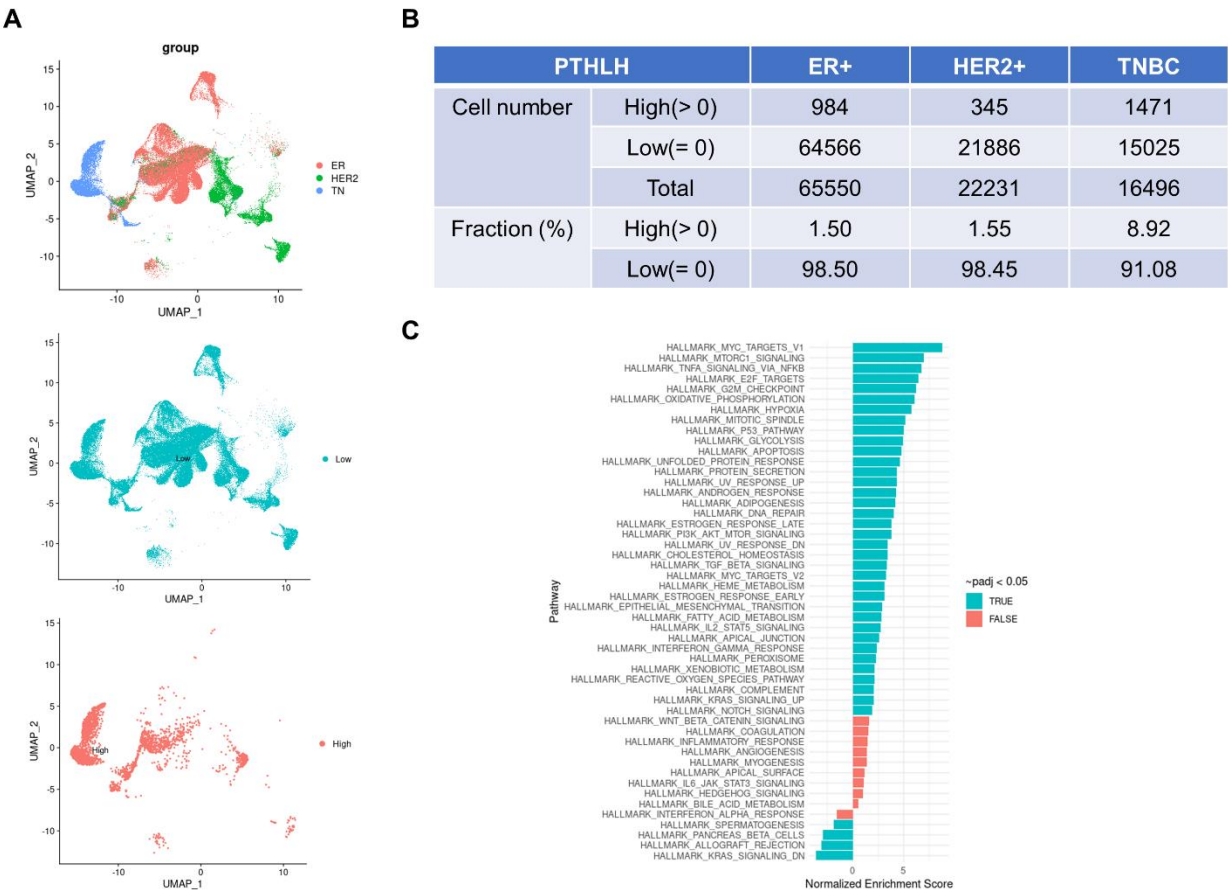 A
group
15
10
5
0
-5
-10
UMAP_2
-10
0
10
UMAP_1
ER
HER2
TN
15
10
5
0
-5
-10
UMAP_2
Low
-10
0
10
UMAP_1
Low
15
10
5
0
-5
-10
UMAP_2
High
-10
0
10
UMAP_1
High
B
PTHLH ER+ HER2+ TNBC
Cell number High(> 0) 984 345 1471
Low(= 0) 64566 21886 15025
Total 65550 22231 16496
Fraction (%) High(> 0) 1.50 1.55 8.92
Low(= 0) 98.50 98.45 91.08
C
Pathway
HALLMARK_MYC_TARGETS_V1
HALLMARK_MTORC1_SIGNALING
HALLMARK_TNFA_SIGNALING_VIA_NFKB
HALLMARK_E2F_TARGETS
HALLMARK_G2M_CHECKPOINT
HALLMARK_OXIDATIVE_PHOSPHORYLATION
HALLMARK_HYPOXIA
HALLMARK_MITOTIC_SPINDLE
HALLMARK_P53_PATHWAY
HALLMARK_GLYCOLYSIS
HALLMARK_APOPTOSIS
HALLMARK_UNFOLDED_PROTEIN_RESPONSE
HALLMARK_PROTEIN_SECRETION
HALLMARK_UV_RESPONSE_UP
HALLMARK_ANDROGEN_RESPONSE
HALLMARK_ADIPOGENESIS
HALLMARK_DNA_REPAIR
HALLMARK_ESTROGEN_RESPONSE_LATE
HALLMARK_PI3K_AKT_MTOR_SIGNALING
HALLMARK_UV_RESPONSE_DN
HALLMARK_CHOLESTEROL_HOMEOSTASIS
HALLMARK_TGF_BETA_SIGNALING
HALLMARK_MYC_TARGETS_V2
HALLMARK_HEME_METABOLISM
HALLMARK_ESTROGEN_RESPONSE_EARLY
HALLMARK_EPITHELIAL_MESENCHYMAL_TRANSITION
HALLMARK_FATTY_ACID_METABOLISM
HALLMARK_IL2_STAT5_SIGNALING
HALLMARK_APICAL_JUNCTION
HALLMARK_INTERFERON_GAMMA_RESPONSE
HALLMARK_PEROXISOME
HALLMARK_XENOBIOTIC_METABOLISM
HALLMARK_REACTIVE_OXYGEN_SPECIES_PATHWAY
HALLMARK_COMPLEMENT
HALLMARK_KRAS_SIGNALING_UP
HALLMARK_NOTCH_SIGNALING
HALLMARK_WNT_BETA_CATENIN_SIGNALING
HALLMARK_COAGULATION
HALLMARK_INFLAMMATORY_RESPONSE
HALLMARK_ANGIOGENESIS
HALLMARK_MYOGENESIS
HALLMARK_APICAL_SURFACE
HALLMARK_IL6_JAK_STAT3_SIGNALING
HALLMARK_HEDGEHOG_SIGNALING
HALLMARK_BILE_ACID_METABOLISM
HALLMARK_INTERFERON_ALPHA_RESPONSE
HALLMARK_SPERMATOGENESIS
HALLMARK_PANCREAS_BETA_CELLS
HALLMARK_ALLOGRAFT_REJECTION
HALLMARK_KRAS_SIGNALING_DN
0
5
Normalized Enrichment Score
~padj < 0.05
TRUE
FALSE